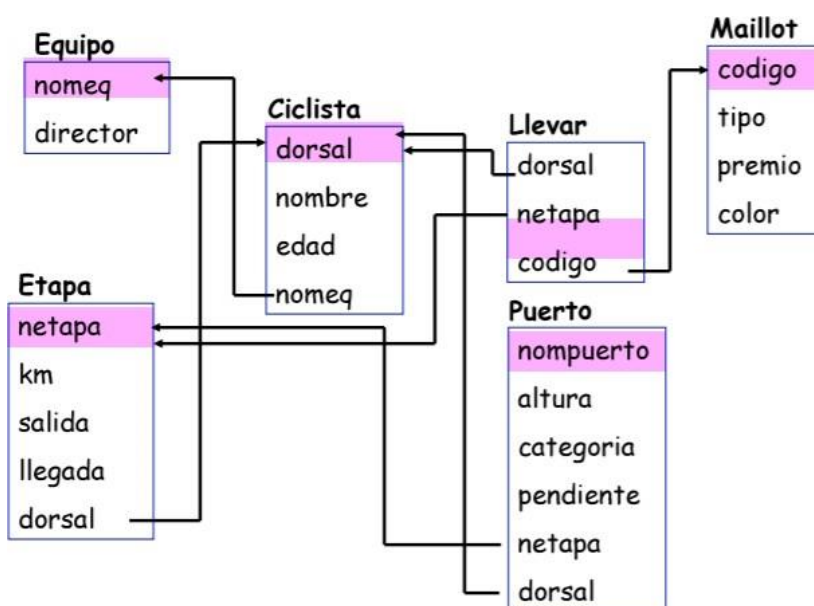 Equipo
nomeq
director
Ciclista
dorsal
nombre
edad
nomeq
Llevar
dorsal
netapa
codigo
Maillot
codigo
tipo
premio
color
Etapa
netapa
km
salida
llegada
dorsal
Puerto
nompuerto
altura
categoria
pendiente
netapa
dorsal